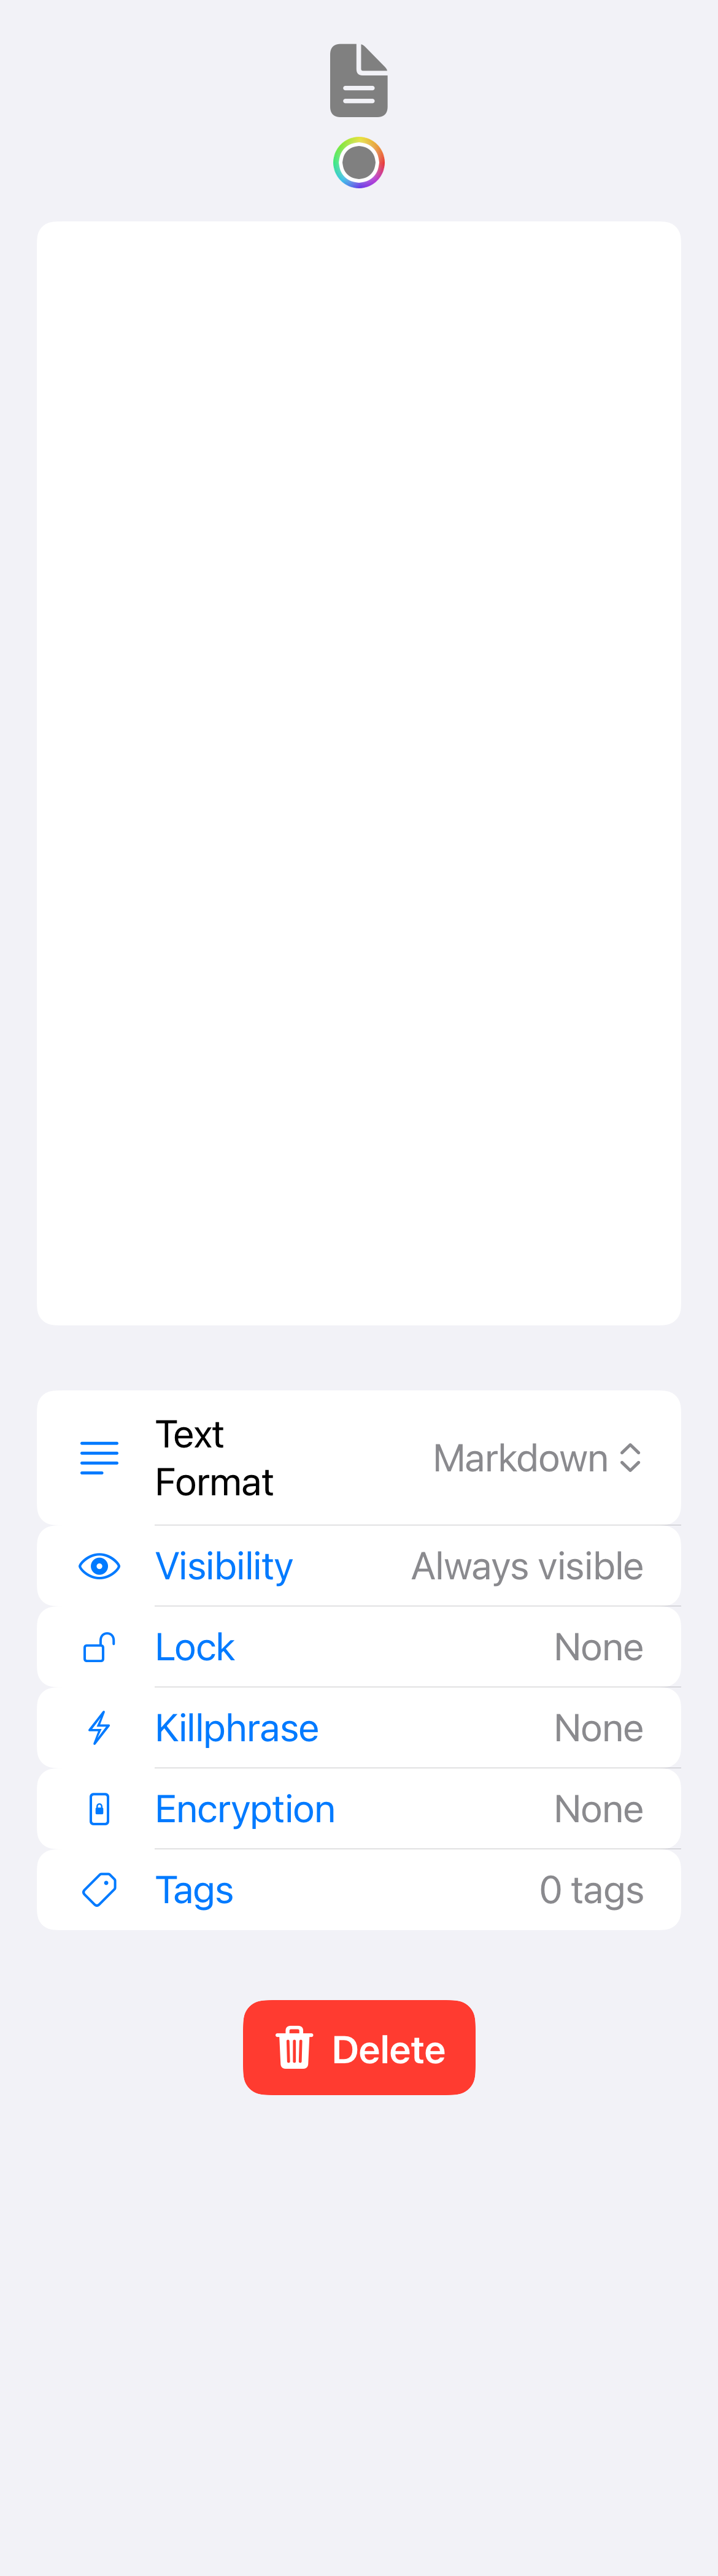 Text
Format
Markdown
Visibility
Always visible
Lock
None
Killphrase
None
Encryption
None
Tags
0 tags
Delete